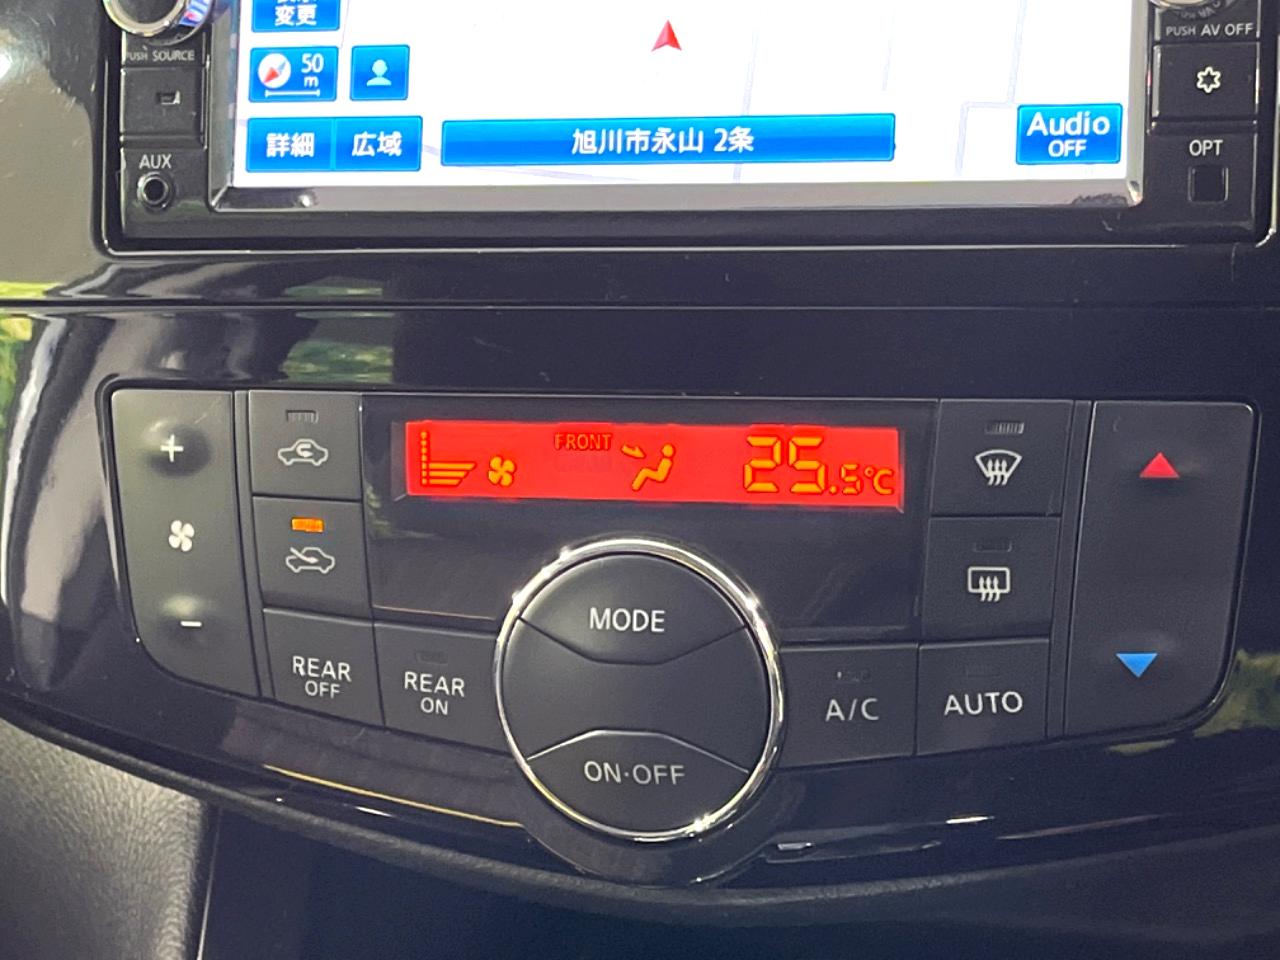 変更
PUSH SOURCE
50
m
詳細
広域
旭川市永山 2条
Audio
OFF
PUSH AV OFF
AUX
OPT
FRONT
25.5℃
MODE
REAR
OFF
REAR
ON
A/C
AUTO
ON·OFF